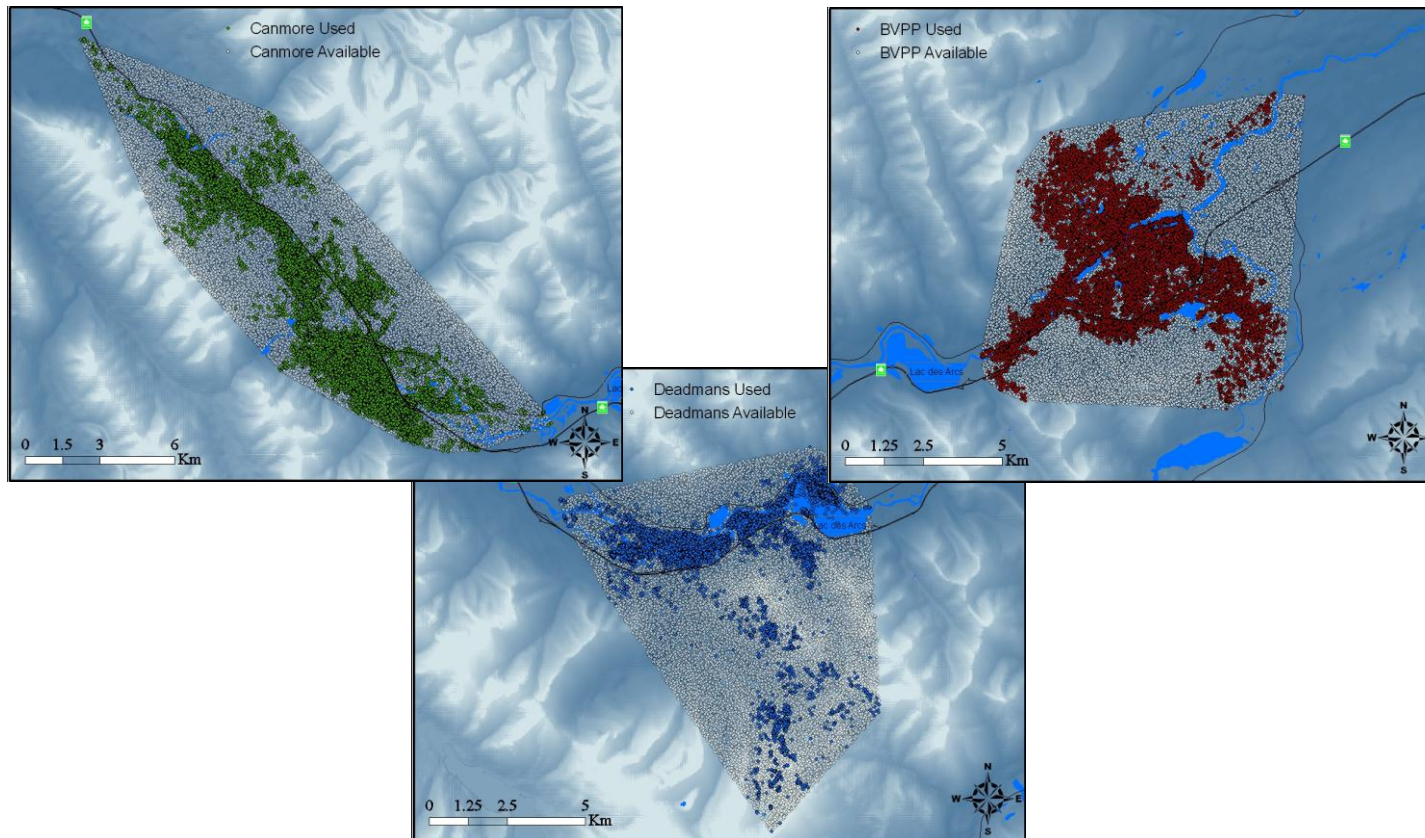 Canmore Used
Canmore Available
0 1.5 3 6
Km
N
W E
S
BVPP Used
BVPP Available
Lac des Arcs
0 1.25 2.5 5
Km
N
W E
S
Deadmans Used
Deadmans Available
Lac des Arcs
0 1.25 2.5 5
Km
N
W E
S